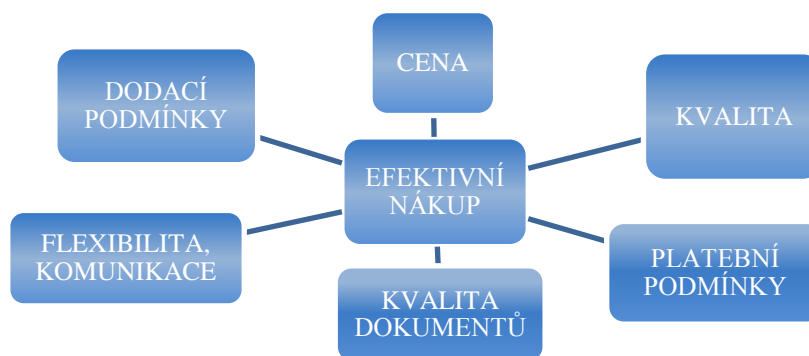 CENA
DODACÍ
PODMÍNKY
KVALITA
EFEKTIVNÍ
NÁKUP
FLEXIBILITA,
KOMUNIKACE
PLATEBNÍ
PODMÍNKY
KVALITA
DOKUMENTŮ